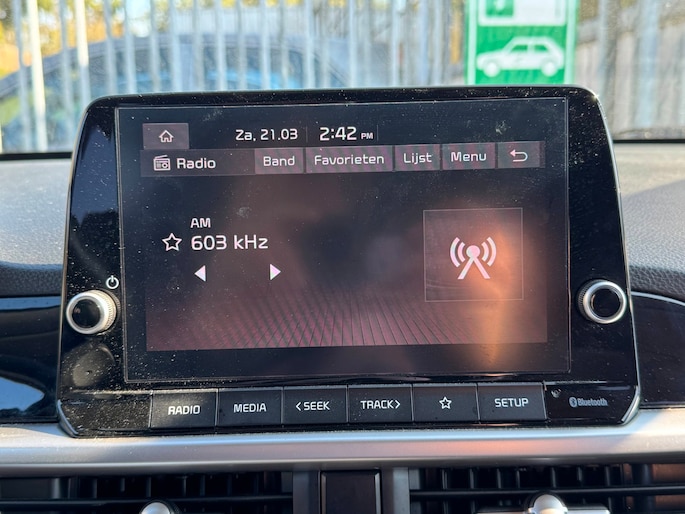 Za, 21.03 2:42 PM
Radio Band Favorieten Lijst Menu
AM
603 kHz
RADIO MEDIA <SEEK TRACK> SETUP Bluetooth